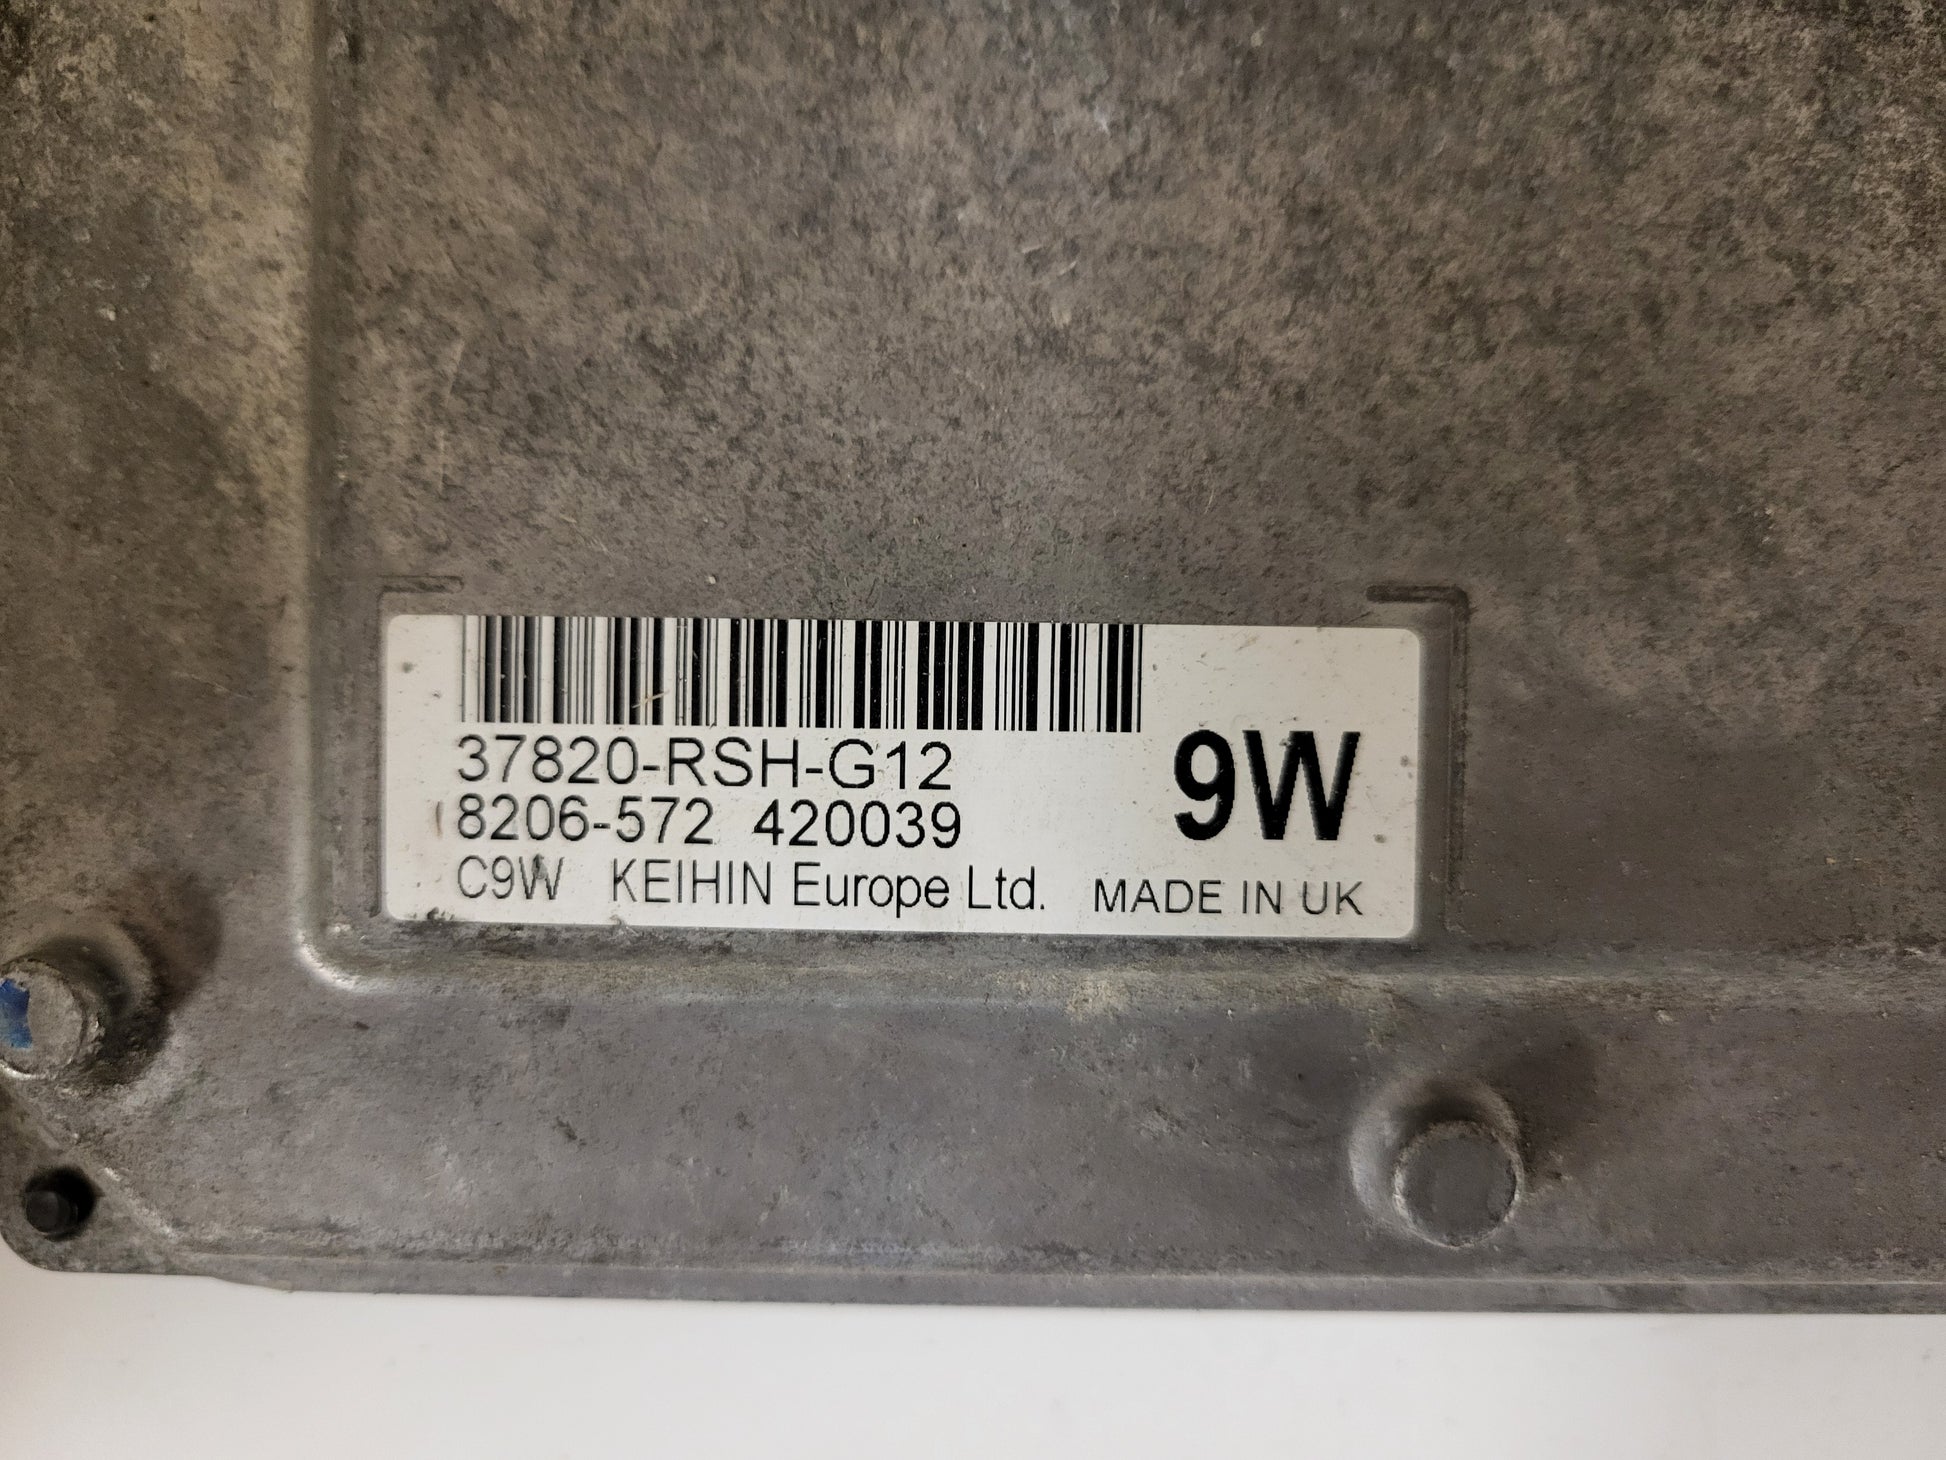 37820-RSH-G12
9W
8206-572 420039
C9W KEIHIN Europe Ltd. MADE IN UK